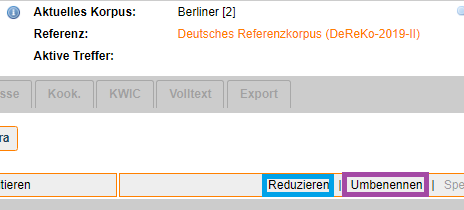 Aktuelles Korpus: Berliner [2]
Referenz: Deutsches Referenzkorpus (DeReKo-2019-II)
Aktive Treffer:
Kook. KWIC Volltext Export
Reduzieren | Umbenennen |